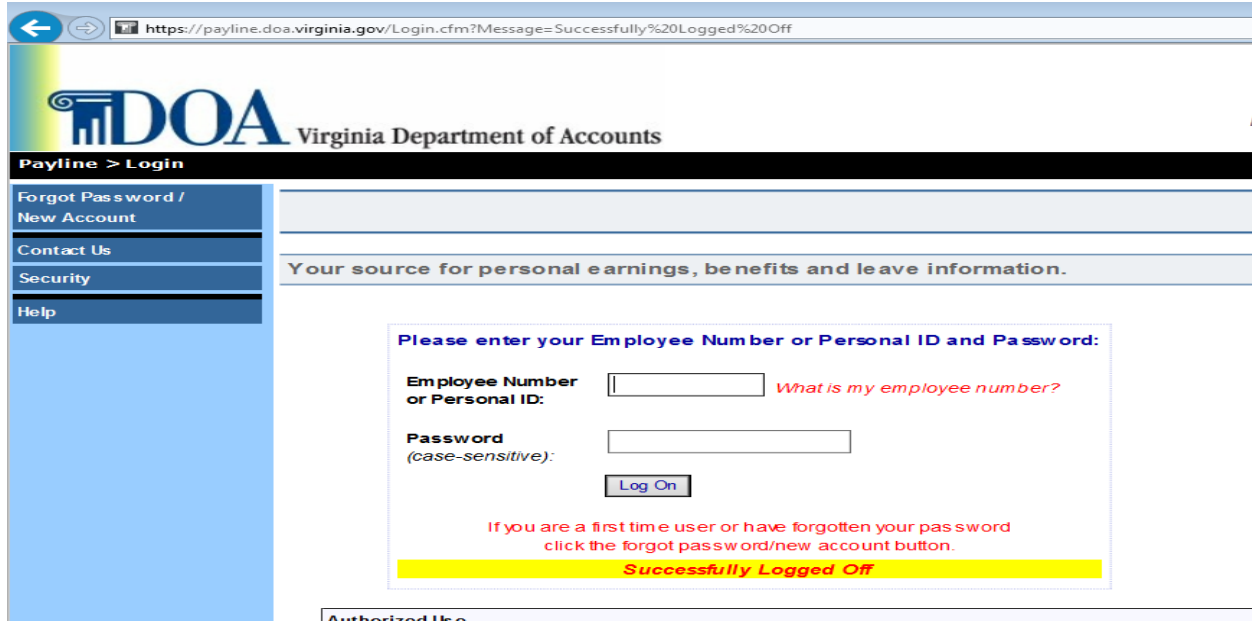 https://payline.doa.virginia.gov/Login.cfm?Message=Successfully%20Logged%20Off
DOA Virginia Department of Accounts
Payline > Login
Forgot Password /
New Account
Contact Us
Security
Help
Your source for personal earnings, benefits and leave information.
Please enter your Employee Number or Personal ID and Password:
Employee Number
or Personal ID:
What is my employee number?
Password
(case-sensitive):
Log On
If you are a first time user or have forgotten your password
click the forgot password/new account button.
Successfully Logged Off
Authorized Use